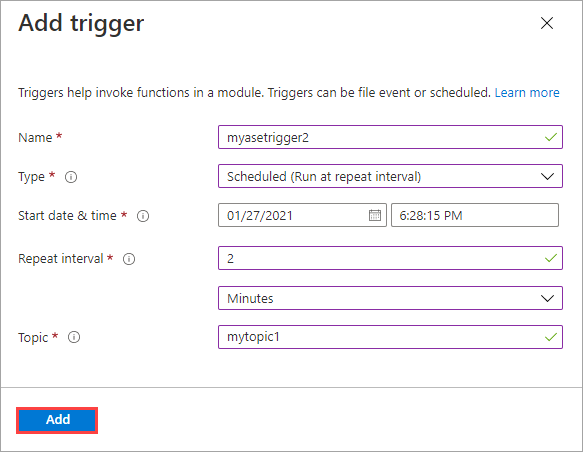 Add trigger
Triggers help invoke functions in a module. Triggers can be file event or scheduled. Learn more
Name * myasetrigger2
Type * Scheduled (Run at repeat interval)
Start date & time * 01/27/2021 6:28:15 PM
Repeat interval * 2
Minutes
Topic * mytopic1
Add